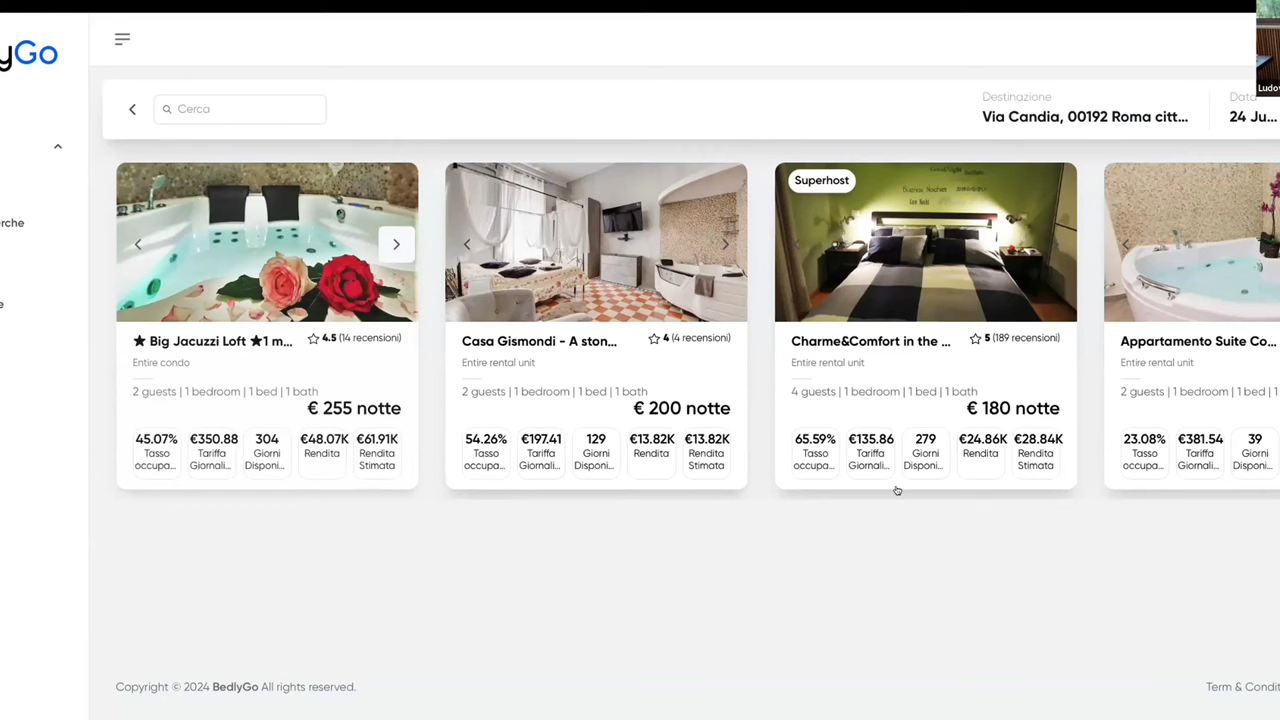 yGo
Cerca
Destinazione
Via Candia, 00192 Roma citt...
Data
24 Ju...
Ludov
erche
e
★ Big Jacuzzi Loft ★1 m...
4.5 (14 recensioni)
Entire condo
2 guests | 1 bedroom | 1 bed | 1 bath
€ 255 notte
45.07%
Tasso
occupa...
€350.88
Tariffa
Giornali...
304
Giorni
Disponi...
€48.07K
Rendita
€61.91K
Rendita
Stimata
Casa Gismondi - A ston...
4 (4 recensioni)
Entire rental unit
2 guests | 1 bedroom | 1 bed | 1 bath
€ 200 notte
54.26%
Tasso
occupa...
€197.41
Tariffa
Giornali...
129
Giorni
Disponi...
€13.82K
Rendita
€13.82K
Rendita
Stimata
Superhost
Charme&Comfort in the ...
5 (189 recensioni)
Entire rental unit
4 guests | 1 bedroom | 1 bed | 1 bath
€ 180 notte
65.59%
Tasso
occupa...
€135.86
Tariffa
Giornali...
279
Giorni
Disponi...
€24.86K
Rendita
€28.84K
Rendita
Stimata
Appartamento Suite Co...
Entire rental unit
2 guests | 1 bedroom | 1 bed | 1
23.08%
Tasso
occupa...
€381.54
Tariffa
Giornali...
39
Giorni
Disponi...
Copyright © 2024 BedlyGo All rights reserved.
Term & Condit